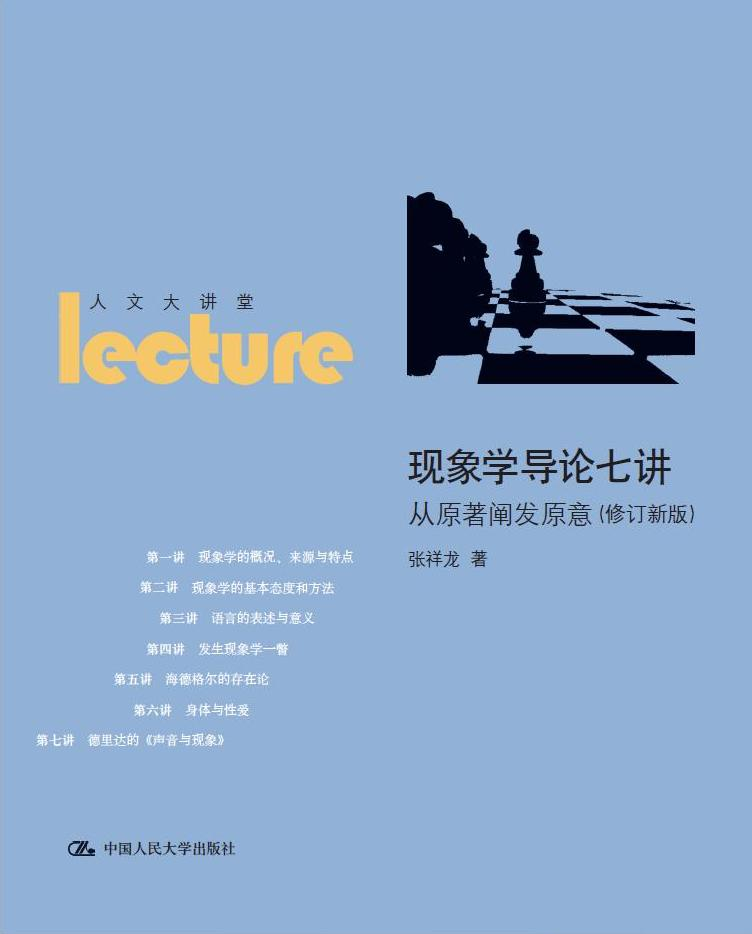 人文大讲堂
lecture
现象学导论七讲
从原著阐发原意(修订新版)
张祥龙 著
第一讲 现象学的概况、来源与特点
第二讲 现象学的基本态度和方法
第三讲 语言的表述与意义
第四讲 发生现象学一瞥
第五讲 海德格尔的存在论
第六讲 身体与性爱
第七讲 德里达的《声音与现象》
中国人民大学出版社